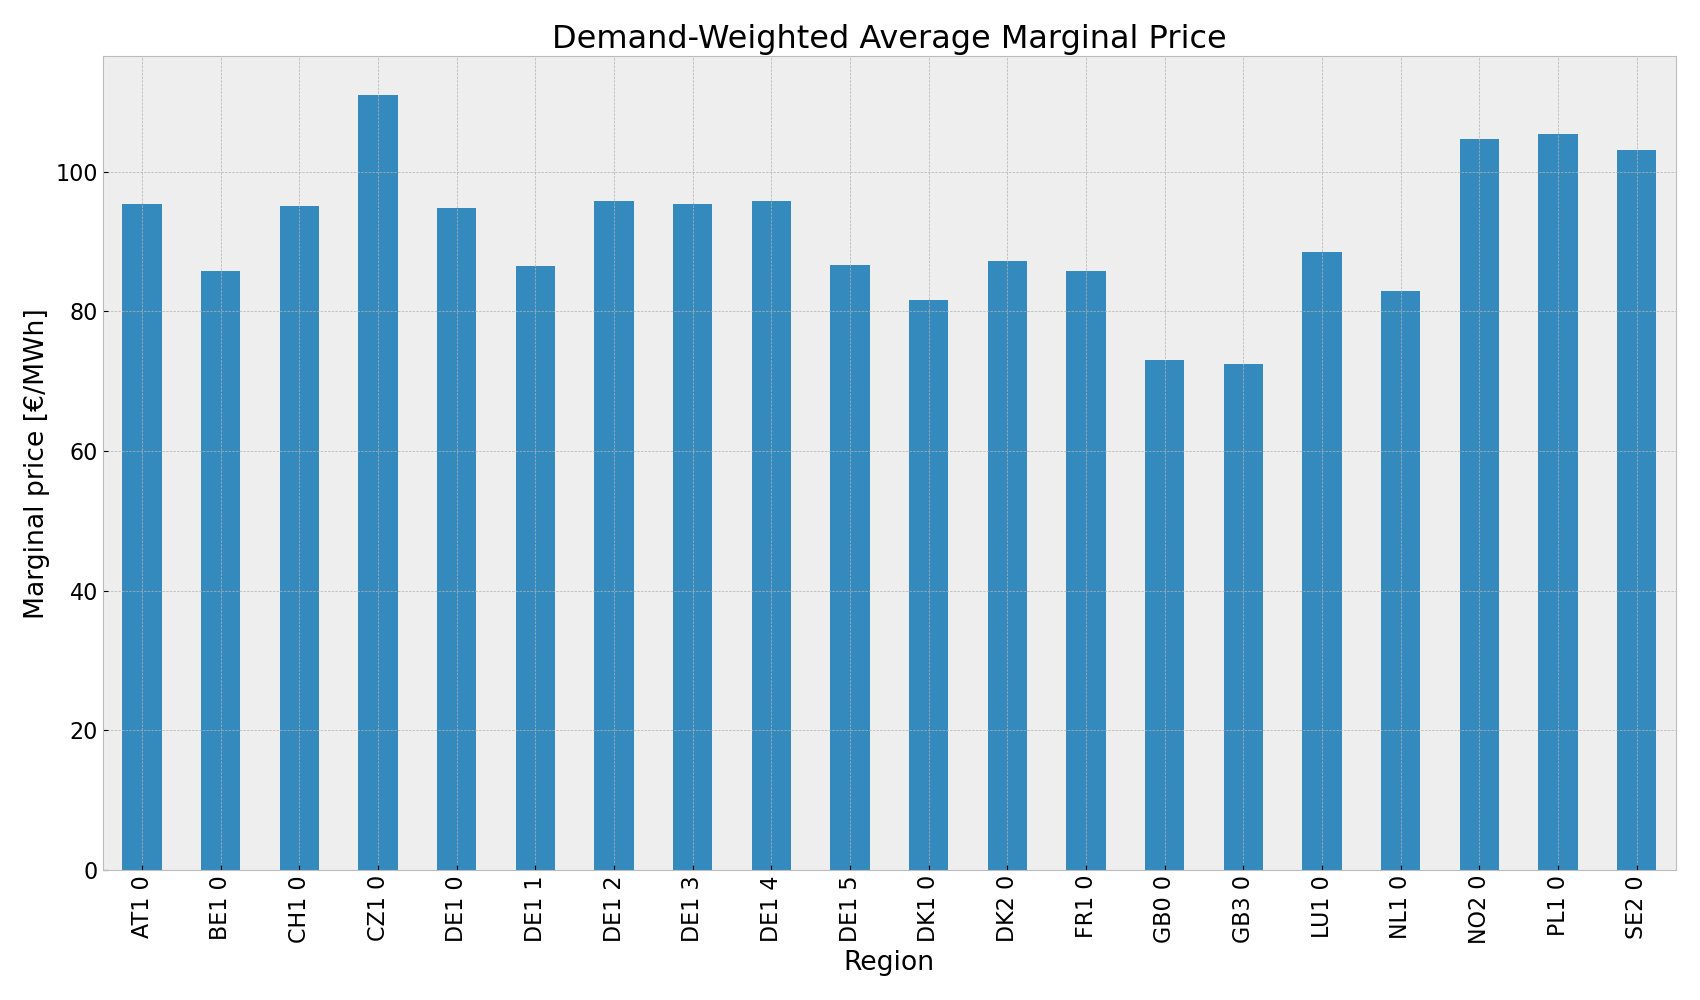 Demand-Weighted Average Marginal Price
Marginal price [€/MWh]
100
80
60
40
20
0
AT1 0
BE1 0
CH1 0
CZ1 0
DE1 0
DE1 1
DE1 2
DE1 3
DE1 4
DE1 5
DK1 0
DK2 0
FR1 0
GB0 0
GB3 0
LU1 0
NL1 0
NO2 0
PL1 0
SE2 0
Region